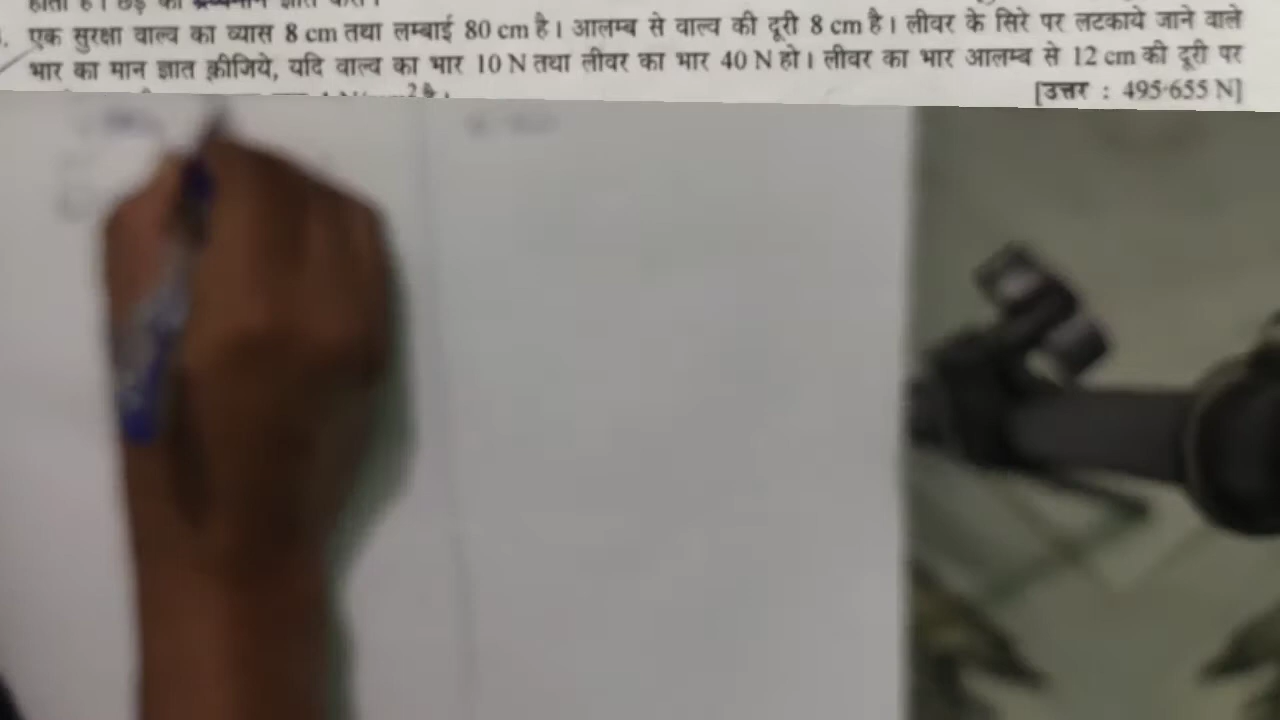 एक सुरक्षा वाल्व का व्यास 8 cm तथा लम्बाई 80 cm है। आलम्ब से वाल्व की दूरी 8 cm है। लीवर के सिरे पर लटकाये जाने वाले
भार का मान ज्ञात कीजिये, यदि वाल्व का भार 10 N तथा लीवर का भार 40 N हो। लीवर का भार आलम्ब से 12 cm की दूरी पर
[उत्तर : 495·655 N]